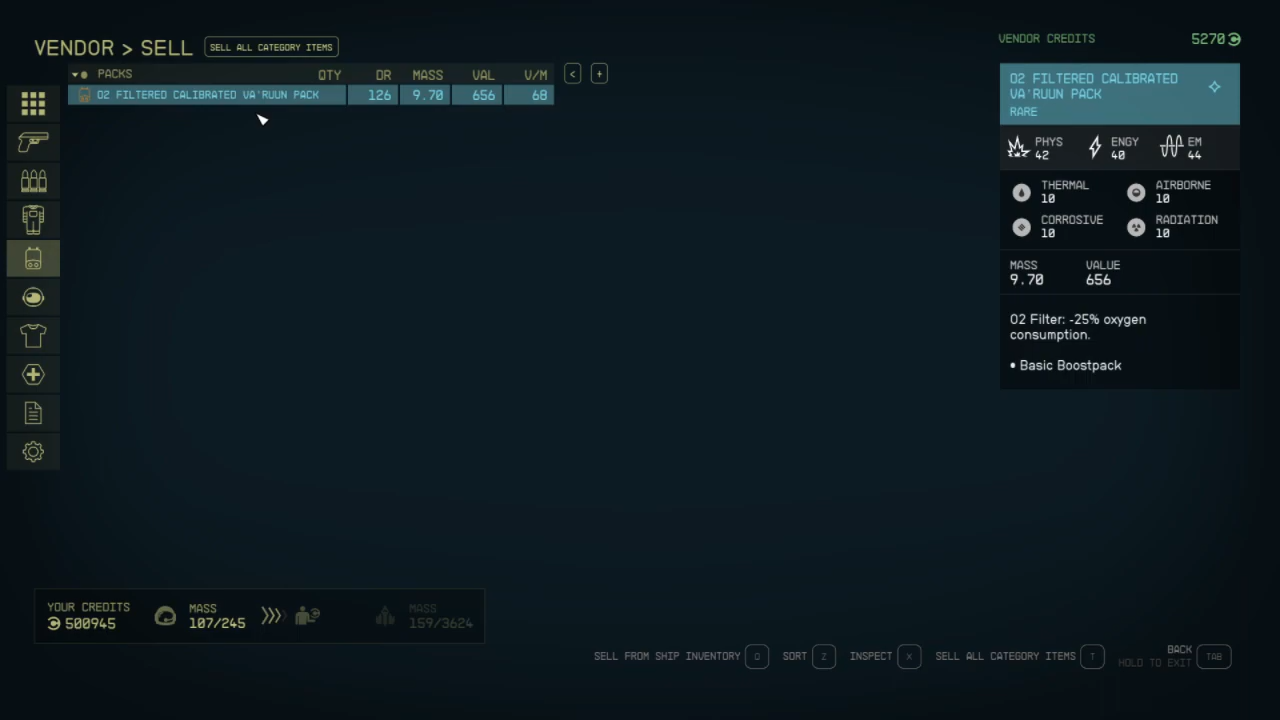 VENDOR > SELL
SELL ALL CATEGORY ITEMS
VENDOR CREDITS 5270
PACKS QTY DR MASS VAL V/M < +
O2 FILTERED CALIBRATED VA'RUUN PACK 126 9.70 656 68
O2 FILTERED CALIBRATED
VA'RUUN PACK
RARE
PHYS
42
ENGY
40
EM
44
THERMAL
10
AIRBORNE
10
CORROSIVE
10
RADIATION
10
MASS
9.70
VALUE
656
O2 Filter: -25% oxygen
consumption.
• Basic Boostpack
YOUR CREDITS
500945
MASS
107/245
MASS
159/3624
SELL FROM SHIP INVENTORY Q SORT Z INSPECT X SELL ALL CATEGORY ITEMS T BACK
HOLD TO EXIT TAB